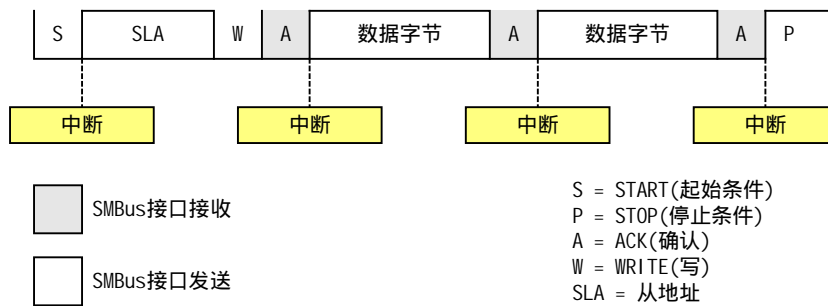 S SLA W A 数据字节 A 数据字节 A P
中断 中断 中断 中断
SMBus接口接收
SMBus接口发送
S = START(起始条件)
P = STOP(停止条件)
A = ACK(确认)
W = WRITE(写)
SLA = 从地址